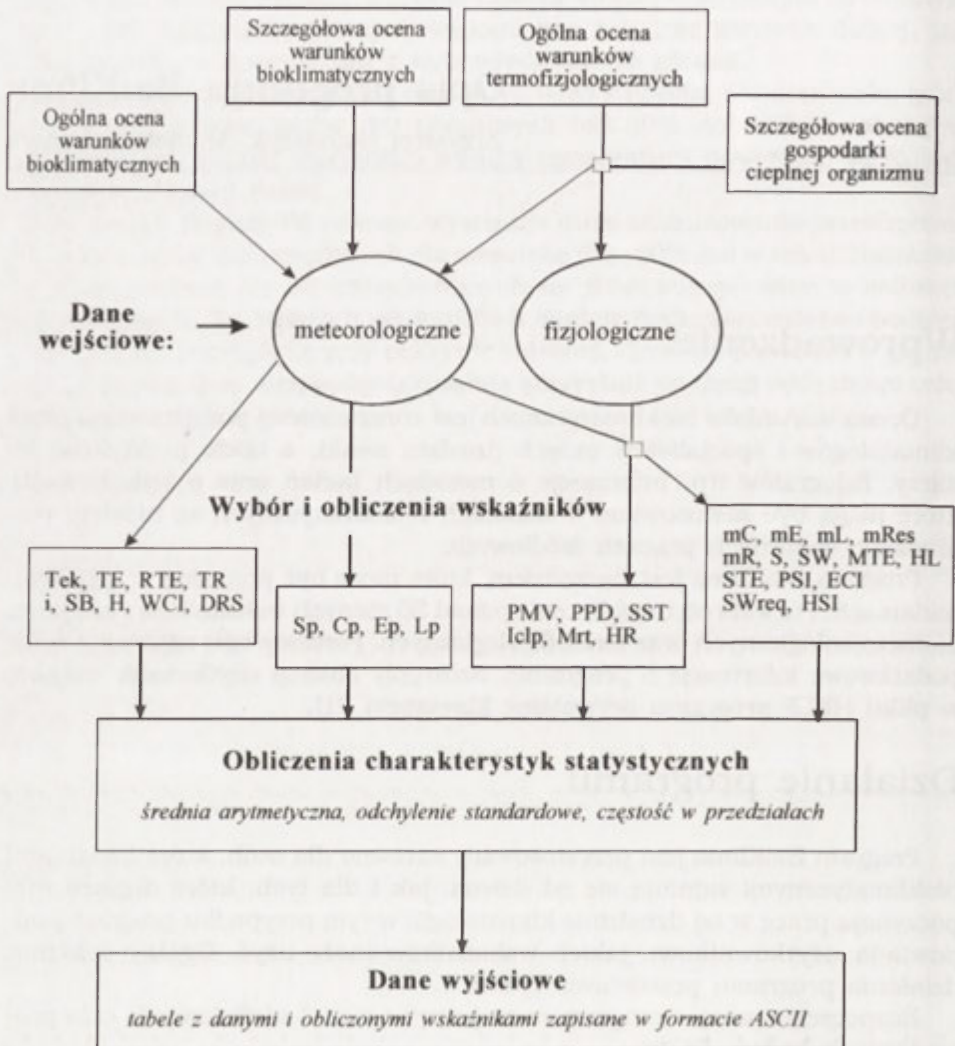 Szczegółowa ocena
warunków
bioklimatycznych
Ogólna ocena
warunków
termofizjologicznych
Ogólna ocena
warunków
bioklimatycznych
Szczegółowa ocena
gospodarki
cieplnej organizmu
Dane
wejściowe:
meteorologiczne
fizjologiczne
Wybór i obliczenia wskaźników
Tek, TE, RTE, TR
i, SB, H, WCI, DRS
Sp, Cp, Ep, Lp
PMV, PPD, SST
Iclp, Mrt, HR
mC, mE, mL, mRes
mR, S, SW, MTE, HL
STE, PSI, ECI
SWreq, HSI
Obliczenia charakterystyk statystycznych
średnia arytmetyczna, odchylenie standardowe, częstość w przedziałach
Dane wyjściowe
tabele z danymi i obliczonymi wskaźnikami zapisane w formacie ASCII